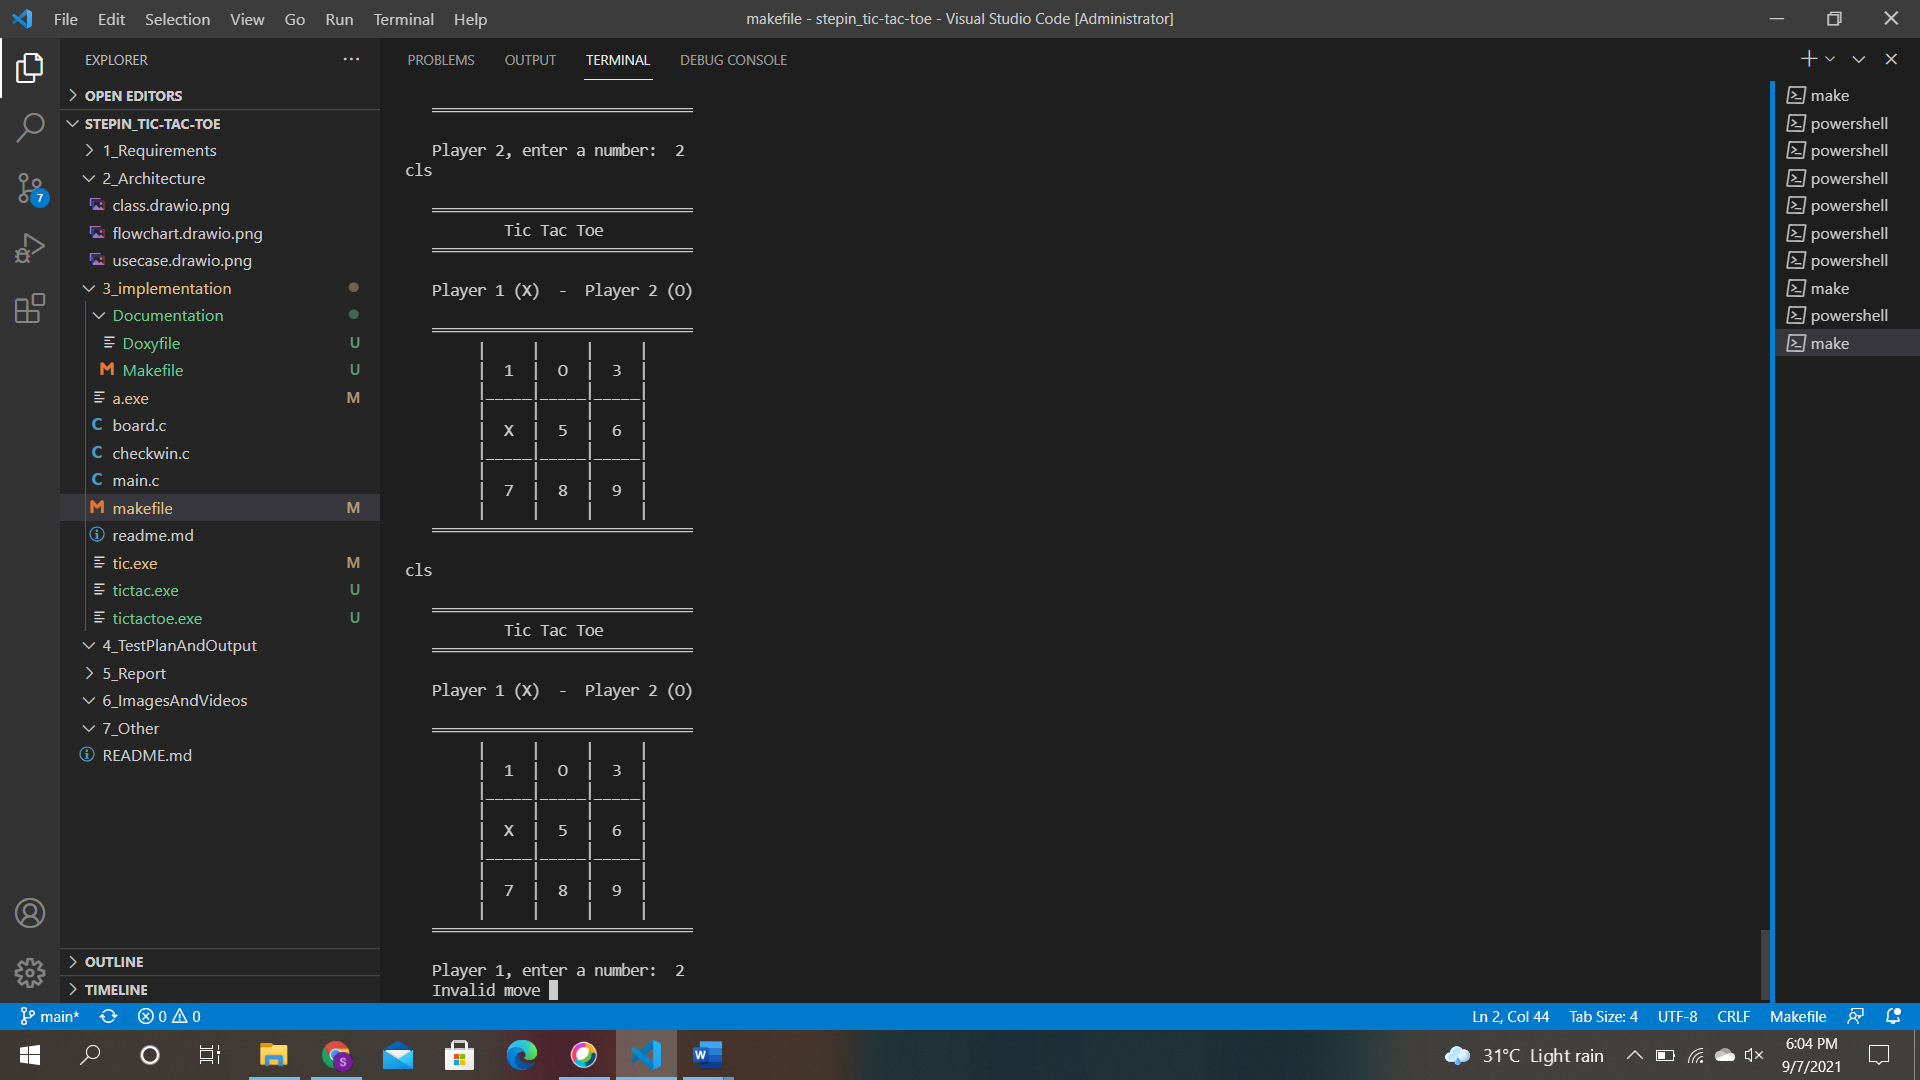 File Edit Selection View Go Run Terminal Help
makefile - stepin_tic-tac-toe - Visual Studio Code [Administrator]
EXPLORER
OPEN EDITORS
STEPIN_TIC-TAC-TOE
1_Requirements
2_Architecture
class.drawio.png
flowchart.drawio.png
usecase.drawio.png
3_implementation
Documentation
Doxyfile U
Makefile U
a.exe M
board.c
checkwin.c
main.c
makefile M
readme.md
tic.exe M
tictac.exe U
tictactoe.exe U
4_TestPlanAndOutput
5_Report
6_ImagesAndVideos
7_Other
README.md
OUTLINE
TIMELINE
7
PROBLEMS OUTPUT TERMINAL DEBUG CONSOLE
Player 2, enter a number: 2
cls
Tic Tac Toe
Player 1 (X) - Player 2 (O)
1 | O | 3
X | 5 | 6
7 | 8 | 9
cls
Tic Tac Toe
Player 1 (X) - Player 2 (O)
1 | O | 3
X | 5 | 6
7 | 8 | 9
Player 1, enter a number: 2
Invalid move
make
powershell
powershell
powershell
powershell
powershell
powershell
make
powershell
make
main* 0 0
Ln 2, Col 44 Tab Size: 4 UTF-8 CRLF Makefile
S
W
31°C Light rain
6:04 PM
9/7/2021